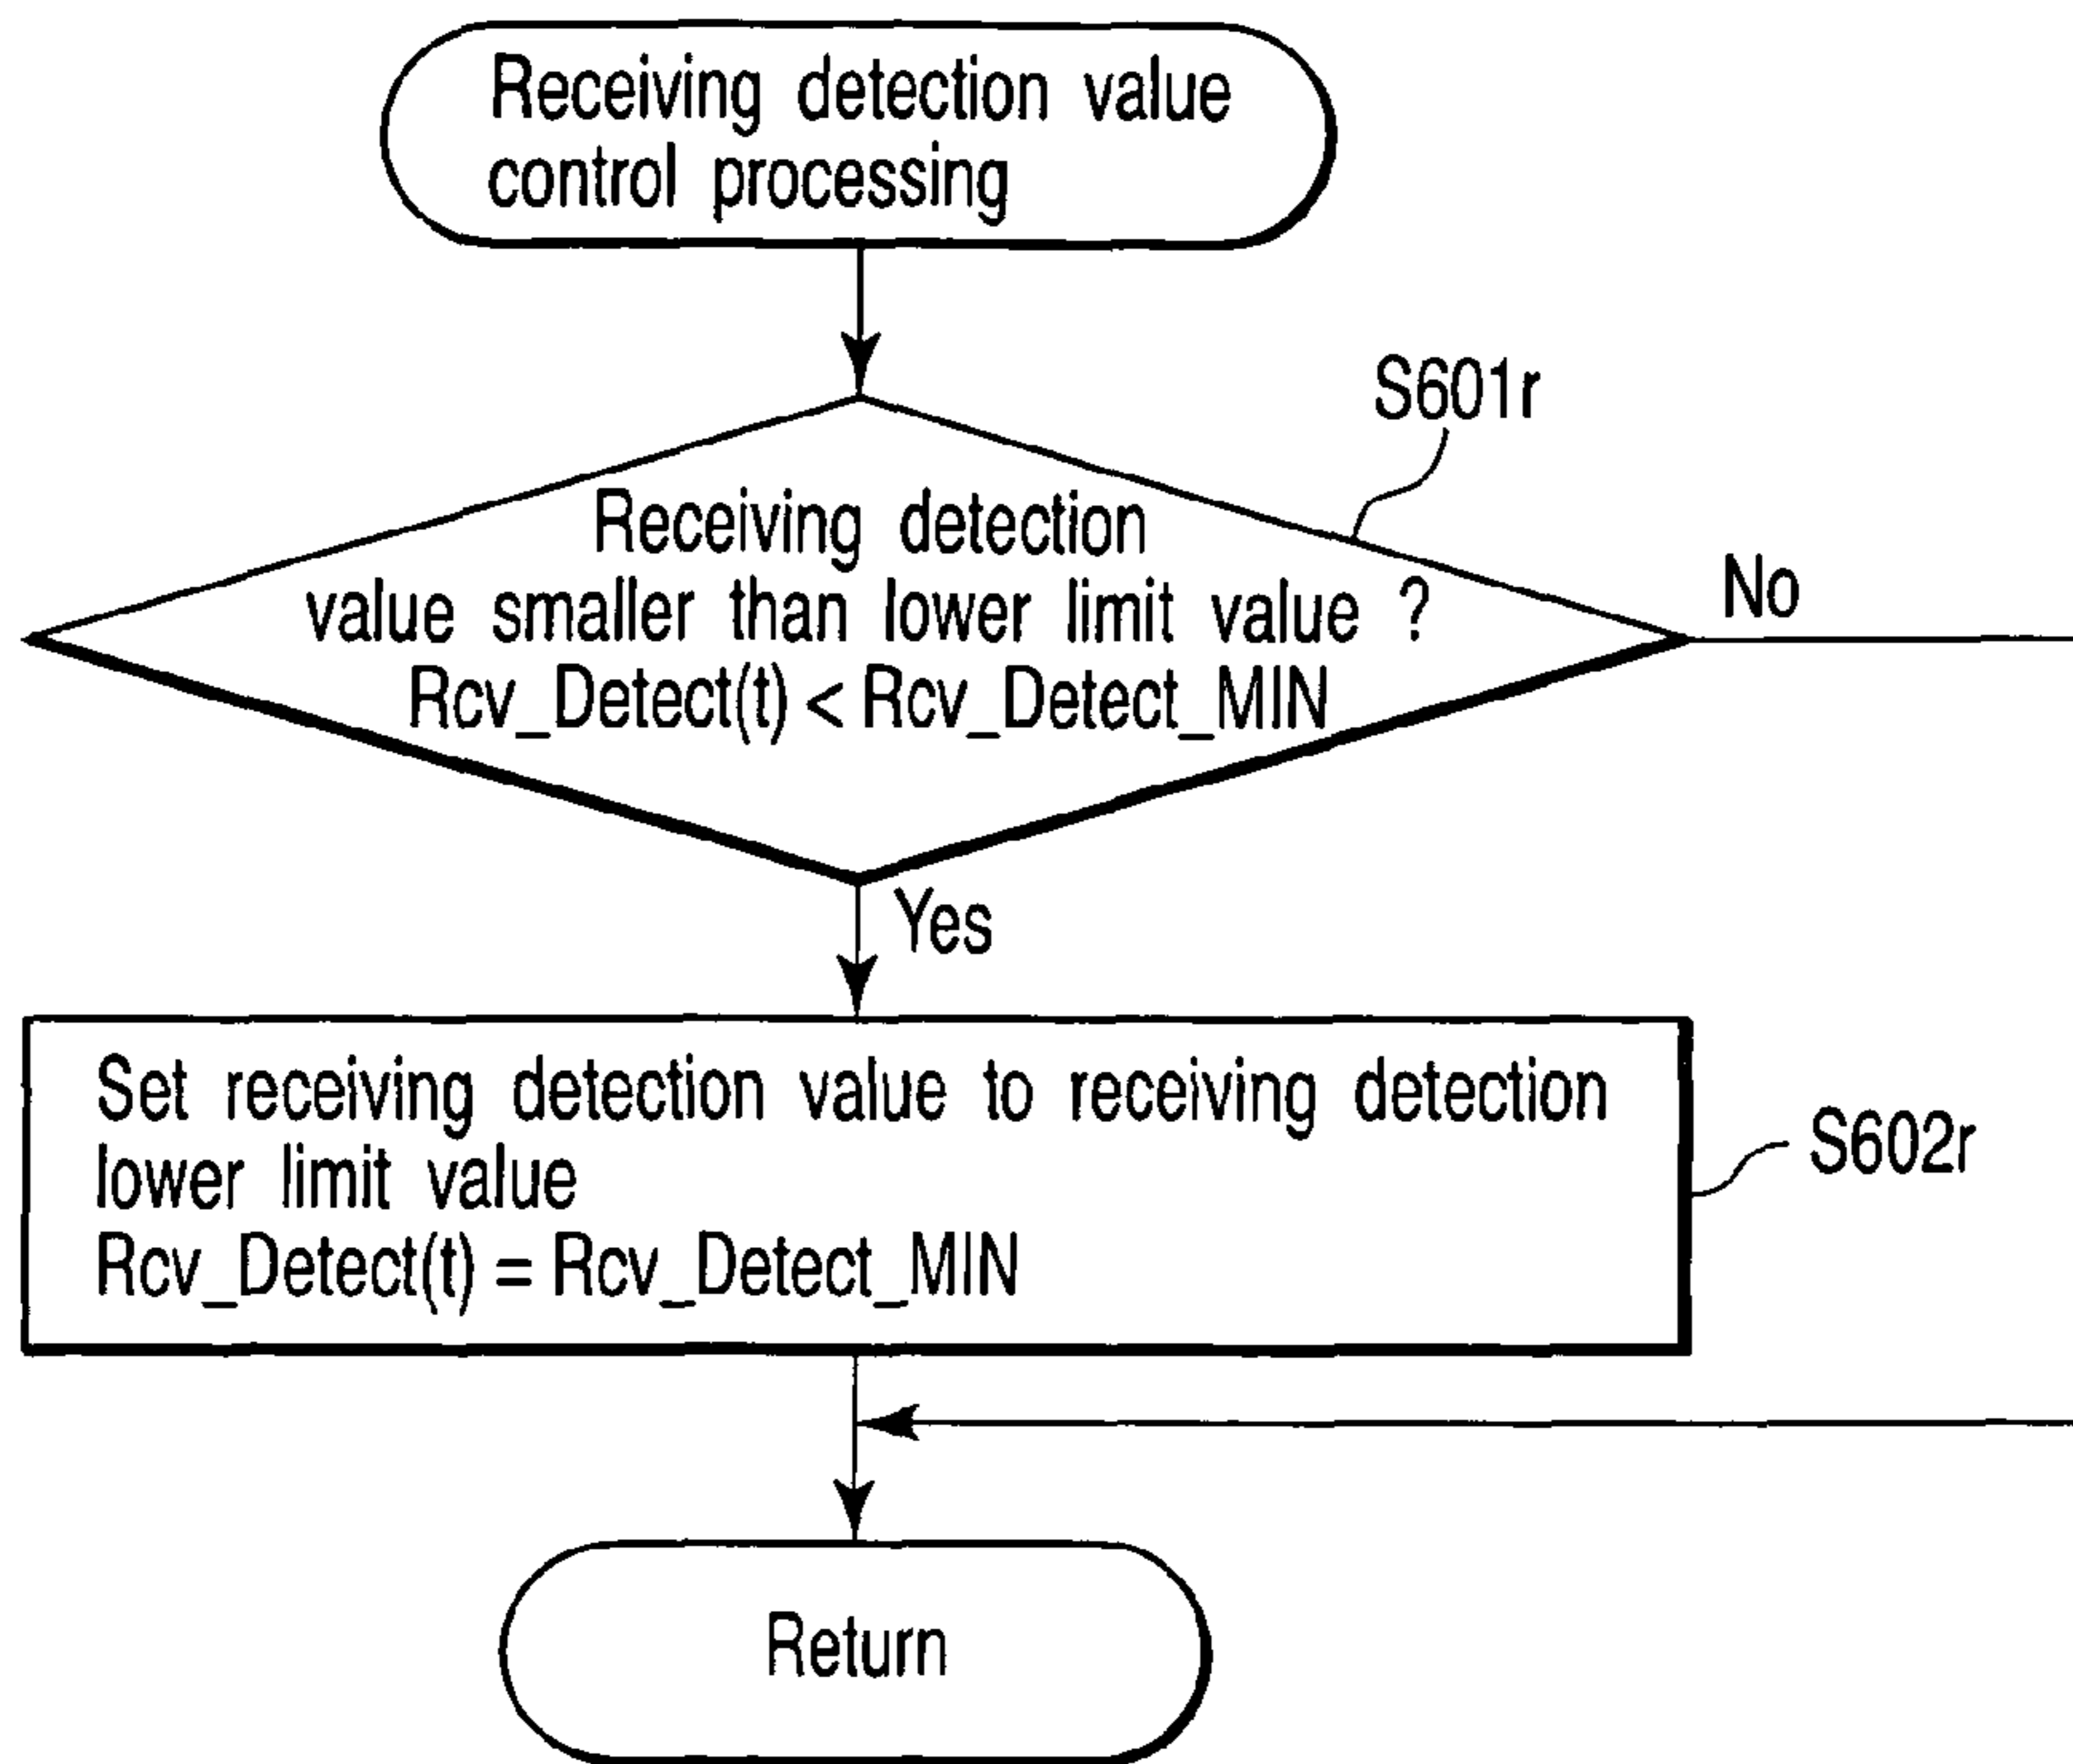 Receiving detection value
control processing
S601r
Receiving detection
value smaller than lower limit value ?
Rcv_Detect(t) < Rcv_Detect_MIN
No
Yes
Set receiving detection value to receiving detection
lower limit value
Rcv_Detect(t) = Rcv_Detect_MIN
S602r
Return